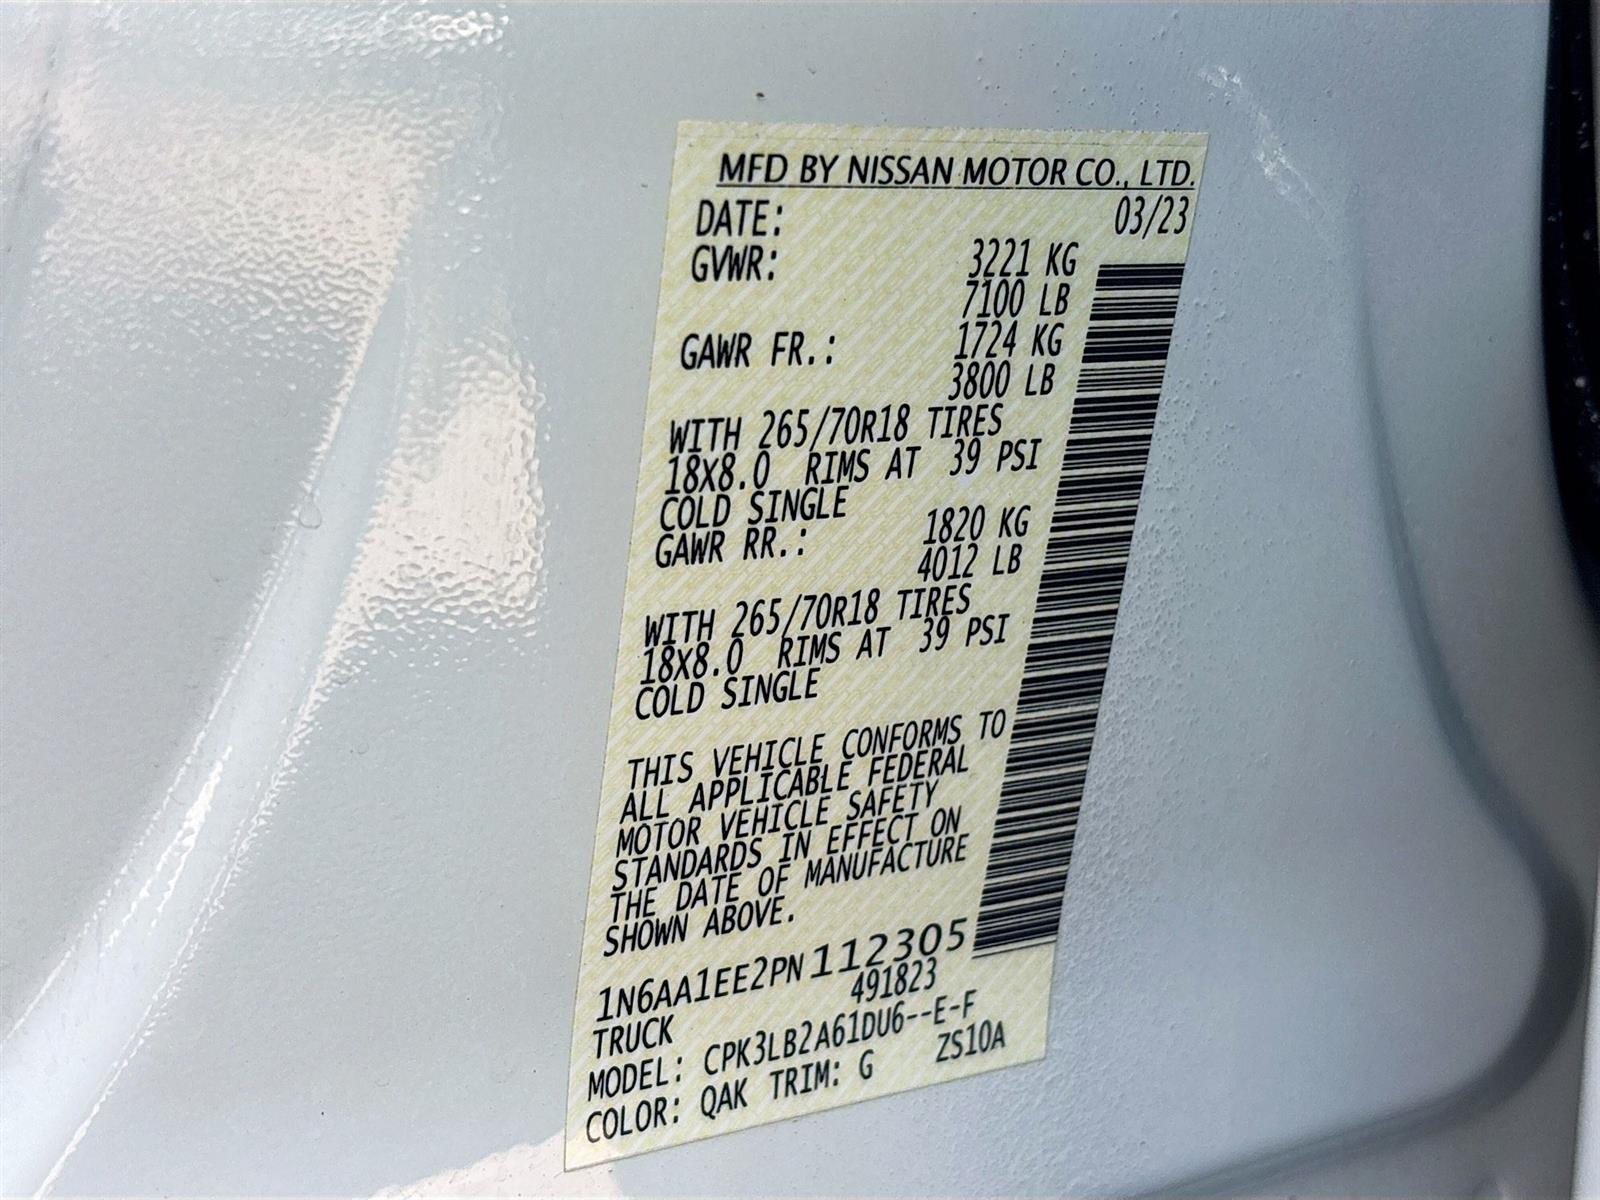 MFD BY NISSAN MOTOR CO., LTD.
DATE: 03/23
GVWR: 3221 KG
7100 LB
GAWR FR.: 1724 KG
3800 LB
WITH 265/70R18 TIRES
18X8.0 RIMS AT 39 PSI
COLD SINGLE
GAWR RR.: 1820 KG
4012 LB
WITH 265/70R18 TIRES
18X8.0 RIMS AT 39 PSI
COLD SINGLE
THIS VEHICLE CONFORMS TO
ALL APPLICABLE FEDERAL
MOTOR VEHICLE SAFETY
STANDARDS IN EFFECT ON
THE DATE OF MANUFACTURE
SHOWN ABOVE.
1N6AA1EE2PN112305
TRUCK 491823
MODEL: CPK3LB2A61DU6--E-F
COLOR: QAK TRIM: G ZS10A